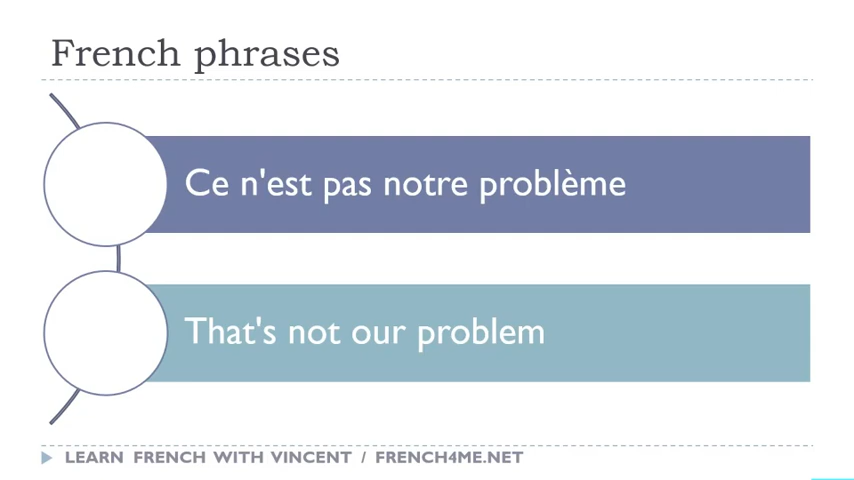 French phrases
Ce n'est pas notre problème
That's not our problem
LEARN FRENCH WITH VINCENT / FRENCH4ME.NET